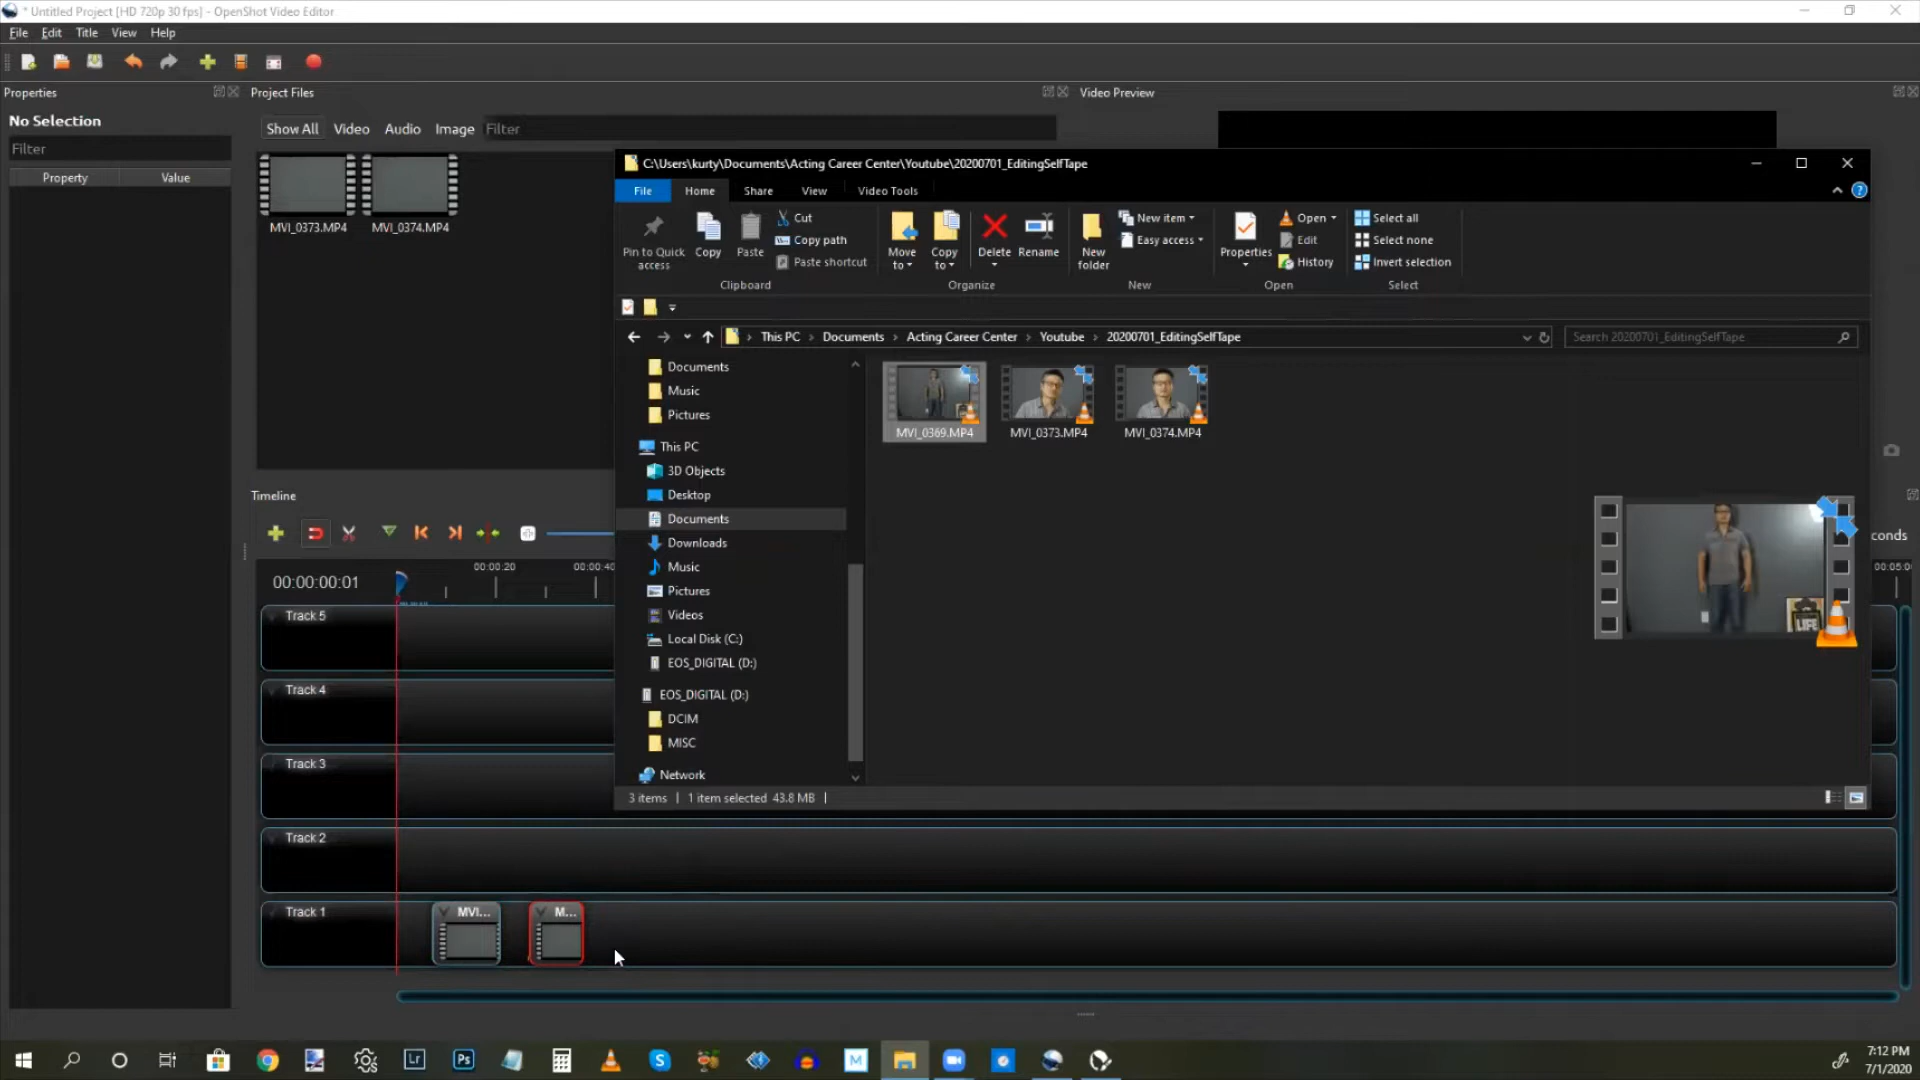 * Untitled Project [HD 720p 30 fps] - OpenShot Video Editor
File Edit Title View Help
Properties
Project Files
Video Preview
No Selection
Show All Video Audio Image Filter
Filter
Property Value
MVI_0373.MP4 MVI_0374.MP4
C:\Users\kurty\Documents\Acting Career Center\Youtube\20200701_EditingSelfTape
File Home Share View Video Tools
Pin to Quick access
Copy
Paste
Cut
Copy path
Paste shortcut
Clipboard
Move to
Copy to
Delete
Rename
Organize
New folder
New item
Easy access
New
Properties
Open
Edit
History
Open
Select all
Select none
Invert selection
Select
This PC > Documents > Acting Career Center > Youtube > 20200701_EditingSelfTape
Search 20200701_EditingSelfTape
Documents
Music
Pictures
This PC
3D Objects
Desktop
Documents
Downloads
Music
Pictures
Videos
Local Disk (C:)
EOS_DIGITAL (D:)
EOS_DIGITAL (D:)
DCIM
MISC
Network
MVI_0369.MP4 MVI_0373.MP4 MVI_0374.MP4
LIFE
3 items | 1 item selected 43.8 MB |
Timeline
conds
00:00:00:01
00:00:20
00:00:40
00:05:0
Track 5
Track 4
Track 3
Track 2
Track 1
MVI...
M...
Lr
Ps
S
M
7:12 PM
7/1/2020